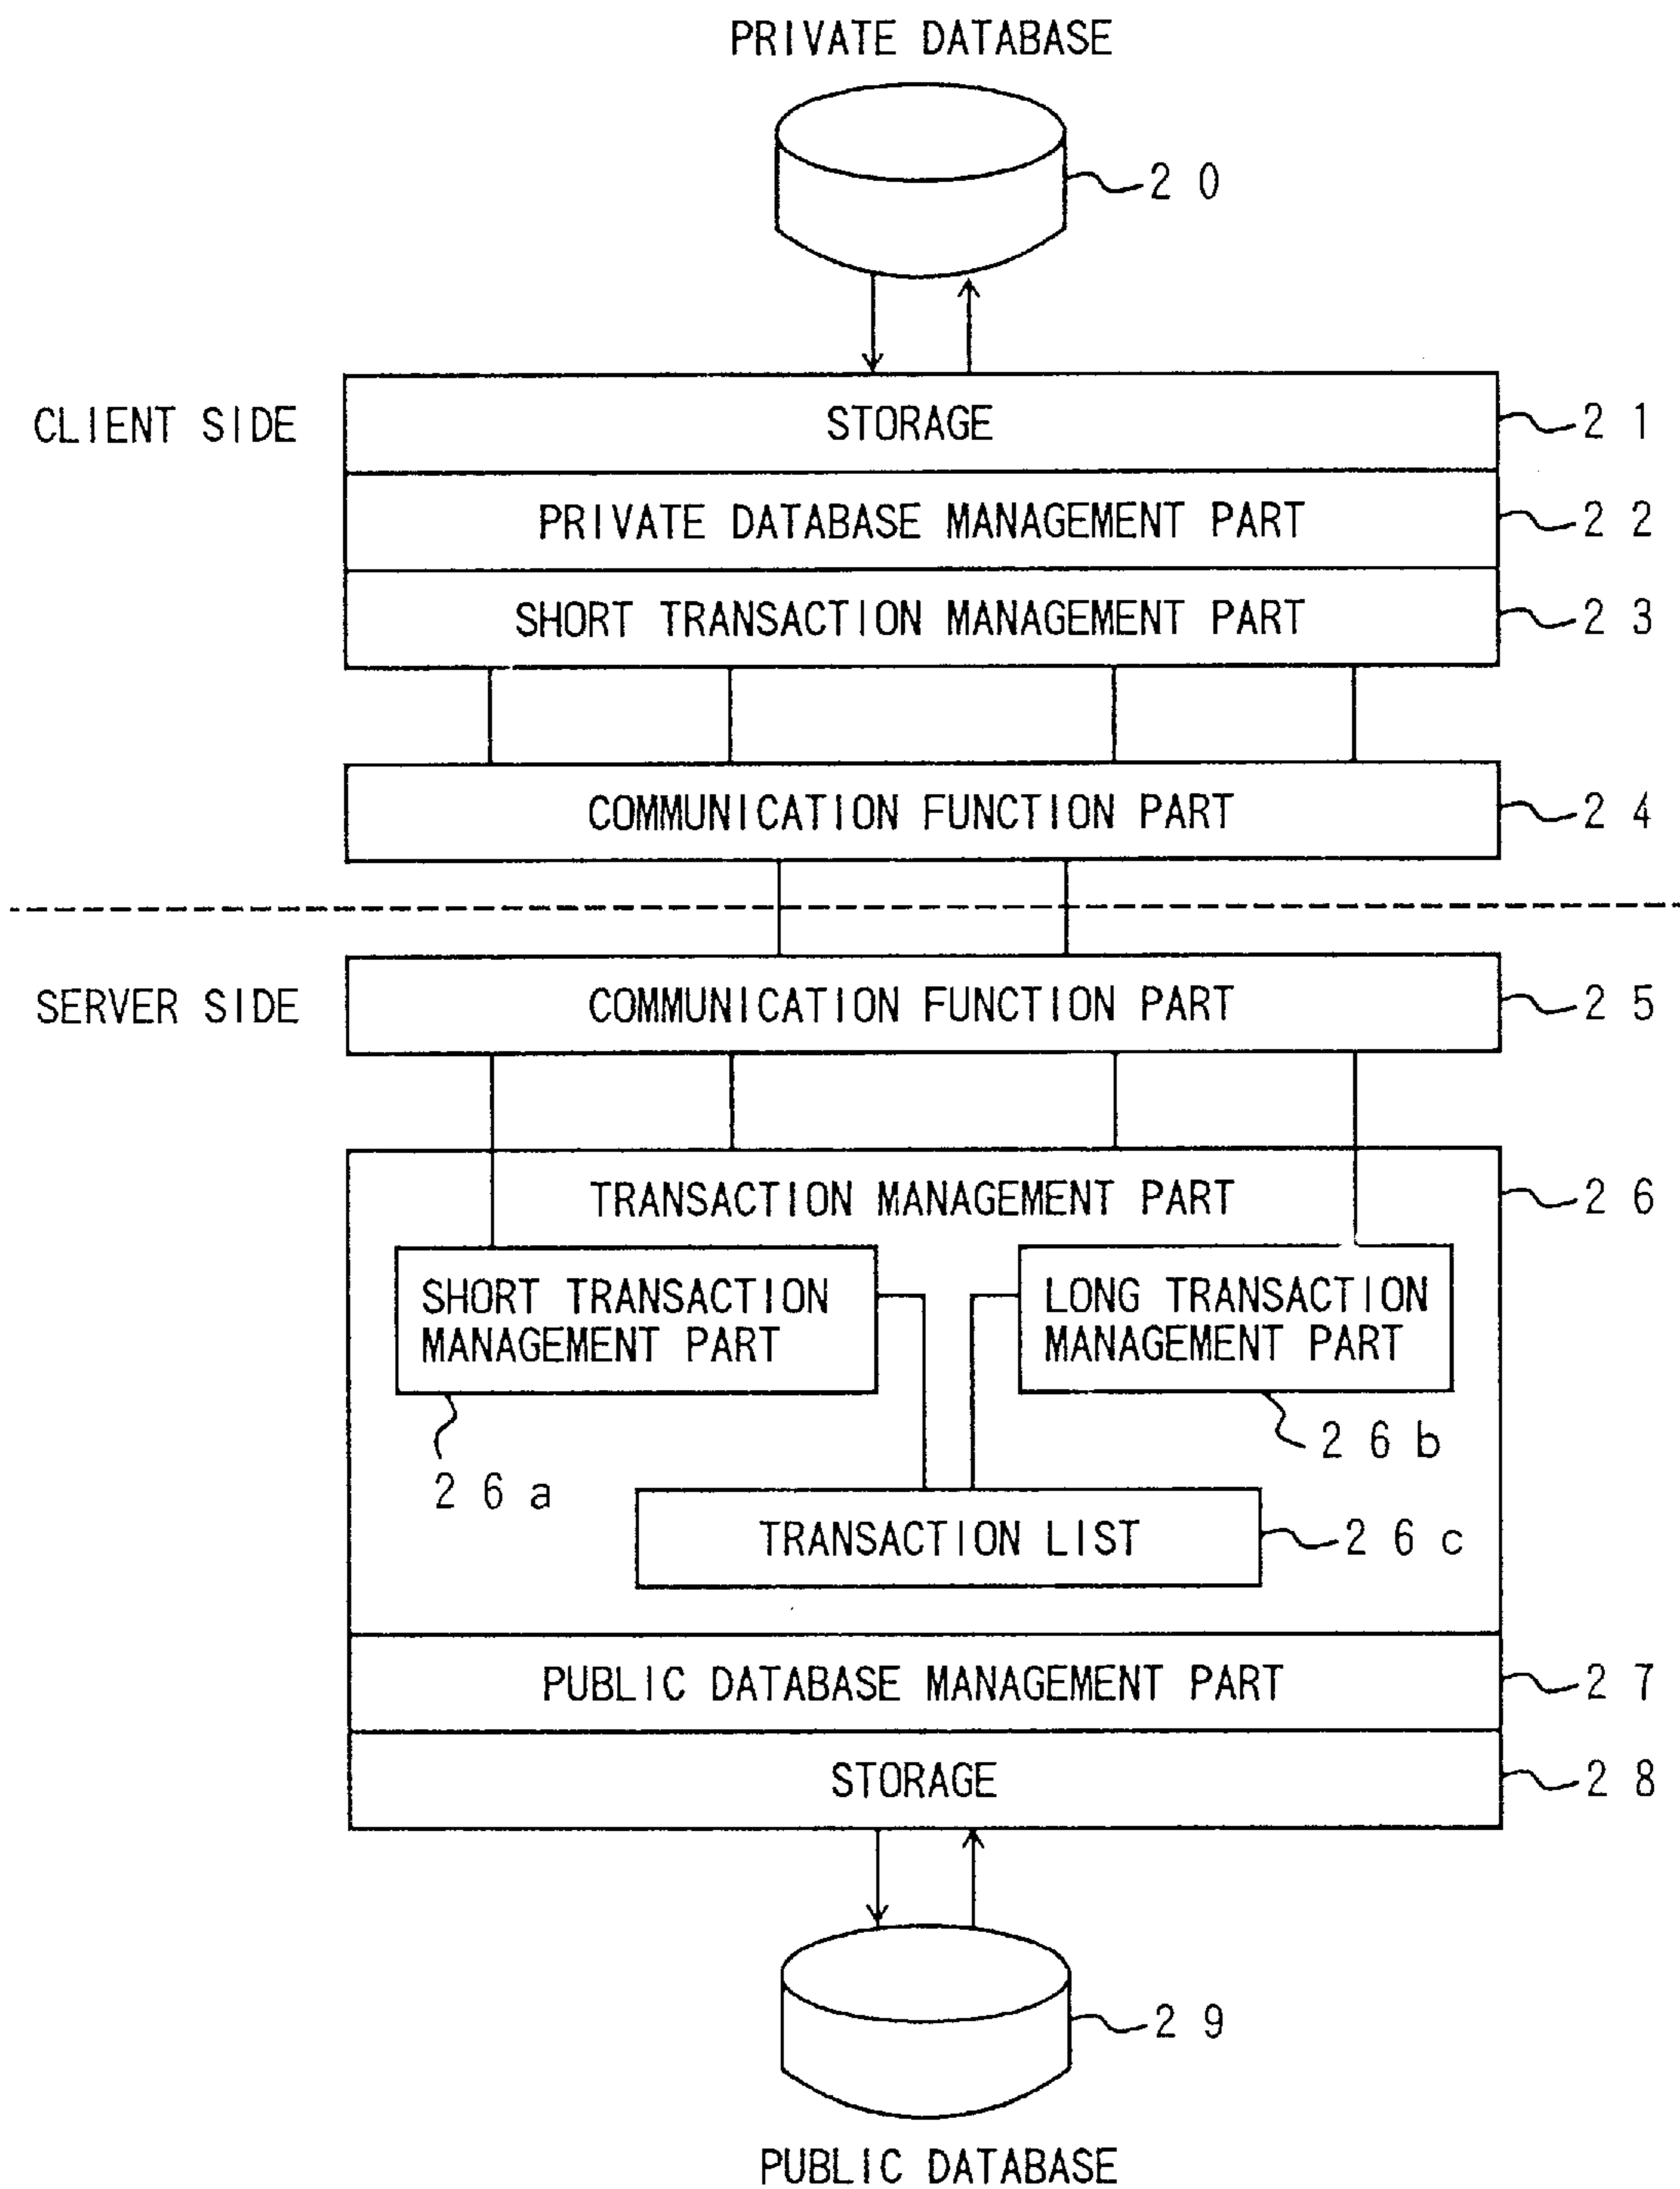 PRIVATE DATABASE
20
CLIENT SIDE
STORAGE
21
PRIVATE DATABASE MANAGEMENT PART
22
SHORT TRANSACTION MANAGEMENT PART
23
COMMUNICATION FUNCTION PART
24
SERVER SIDE
COMMUNICATION FUNCTION PART
25
TRANSACTION MANAGEMENT PART
26
SHORT TRANSACTION
MANAGEMENT PART
26a
LONG TRANSACTION
MANAGEMENT PART
26b
TRANSACTION LIST
26c
PUBLIC DATABASE MANAGEMENT PART
27
STORAGE
28
29
PUBLIC DATABASE